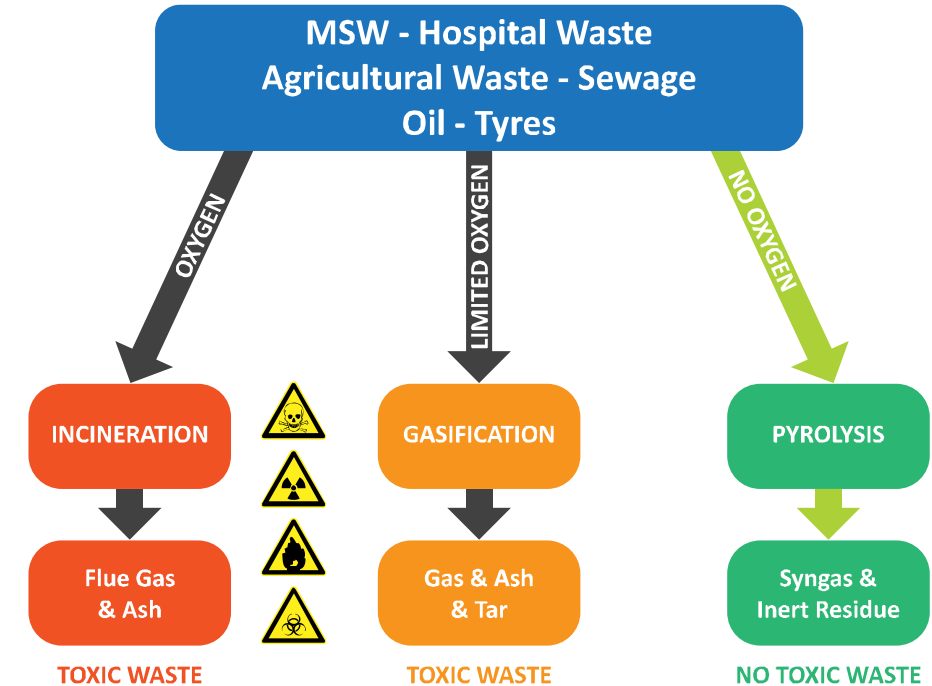 MSW - Hospital Waste
Agricultural Waste - Sewage
Oil - Tyres
OXYGEN
LIMITED OXYGEN
NO OXYGEN
INCINERATION
GASIFICATION
PYROLYSIS
Flue Gas
& Ash
Gas & Ash
& Tar
Syngas &
Inert Residue
TOXIC WASTE
TOXIC WASTE
NO TOXIC WASTE